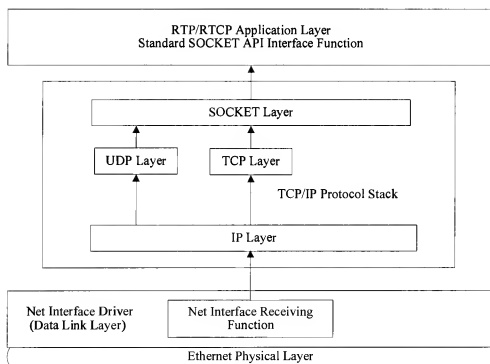 RTP/RTCP Application Layer
Standard SOCKET API Interface Function
SOCKET Layer
UDP Layer
TCP Layer
TCP/IP Protocol Stack
IP Layer
Net Interface Driver
(Data Link Layer)
Net Interface Receiving
Function
Ethernet Physical Layer